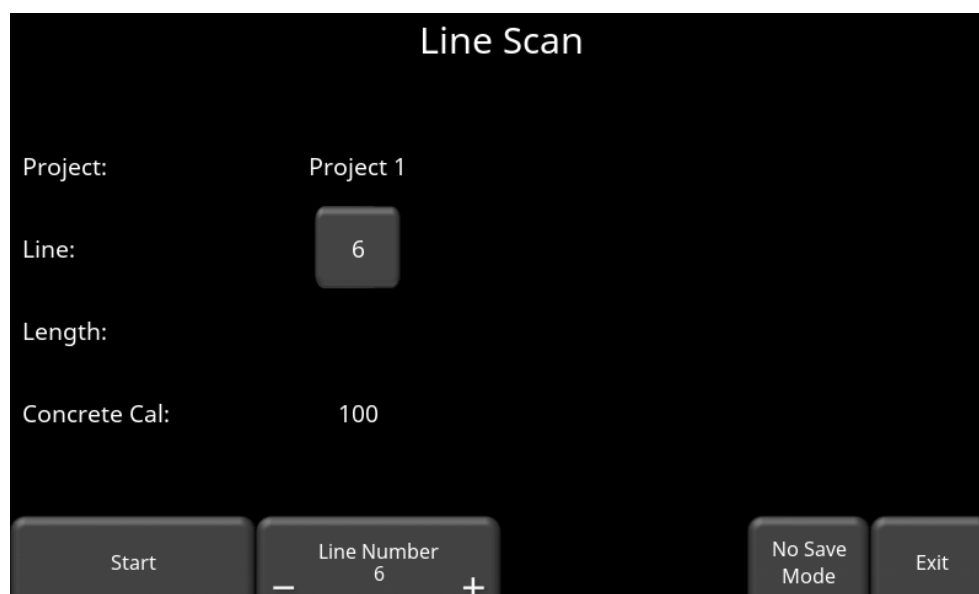 Line Scan
Project: Project 1
Line: 6
Length:
Concrete Cal: 100
Start
Line Number
6
− +
No Save
Mode
Exit